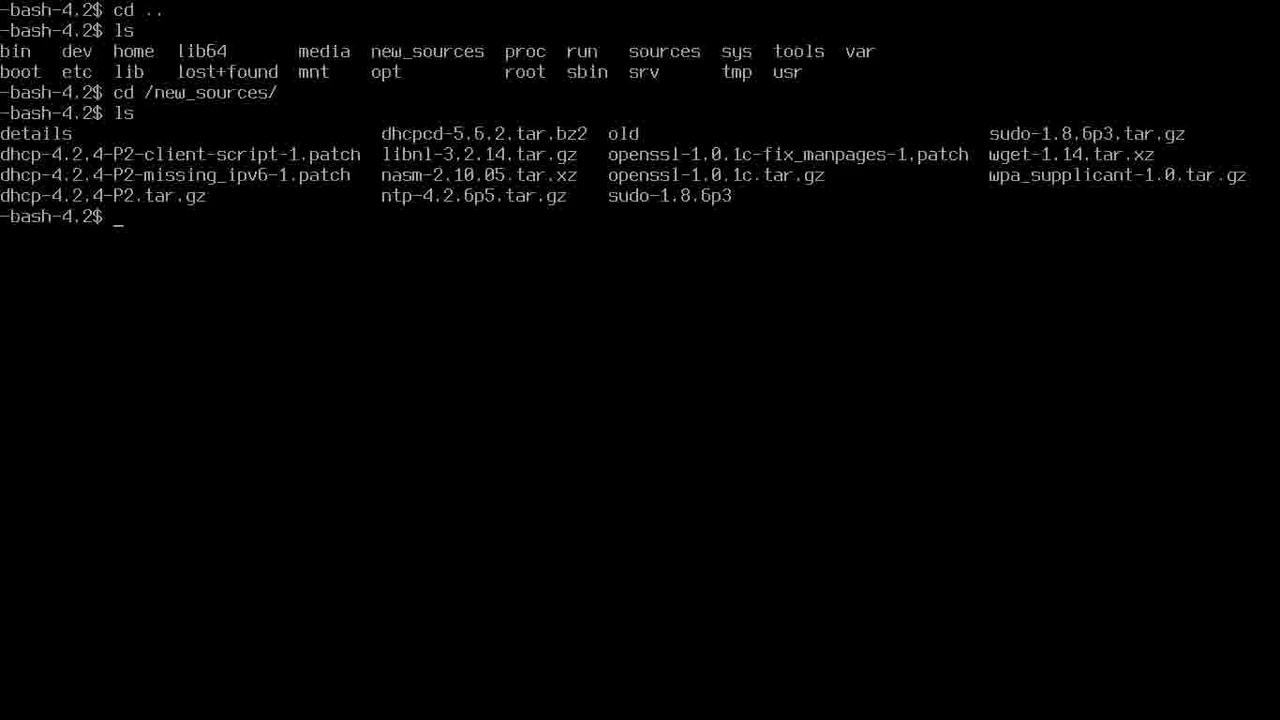 -bash-4.2$ cd ..
-bash-4.2$ ls
bin   dev  home  lib64       media  new_sources  proc  run   sources  sys  tools  var
boot  etc  lib   lost+found  mnt    opt          root  sbin  srv      tmp  usr
-bash-4.2$ cd /new_sources/
-bash-4.2$ ls
details                              dhcpcd-5.6.2.tar.bz2  old                                  sudo-1.8.6p3.tar.gz
dhcp-4.2.4-P2-client-script-1.patch  libnl-3.2.14.tar.gz   openssl-1.0.1c-fix_manpages-1.patch  wget-1.14.tar.xz
dhcp-4.2.4-P2-missing_ipv6-1.patch   nasm-2.10.05.tar.xz   openssl-1.0.1c.tar.gz                wpa_supplicant-1.0.tar.gz
dhcp-4.2.4-P2.tar.gz                 ntp-4.2.6p5.tar.gz    sudo-1.8.6p3
-bash-4.2$ _